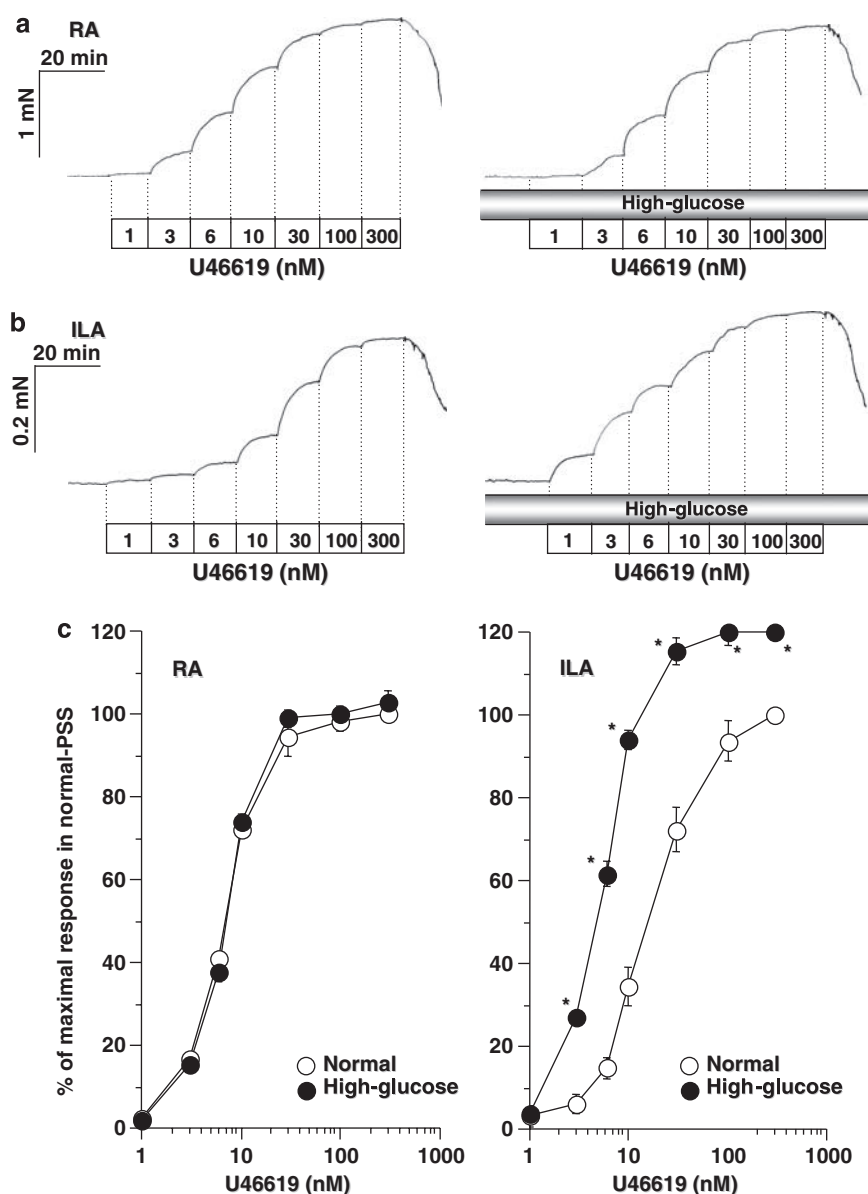 a
RA
20 min
1 mN
1 3 6 10 30 100 300
U46619 (nM)
High-glucose
1 3 6 10 30 100 300
U46619 (nM)
b
ILA
20 min
0.2 mN
1 3 6 10 30 100 300
U46619 (nM)
High-glucose
1 3 6 10 30 100 300
U46619 (nM)
c
% of maximal response in normal-PSS
120
100
80
60
40
20
0
RA
Normal
High-glucose
1 10 100 1000
U46619 (nM)
120
100
80
60
40
20
0
ILA
* * * * * * *
Normal
High-glucose
1 10 100 1000
U46619 (nM)